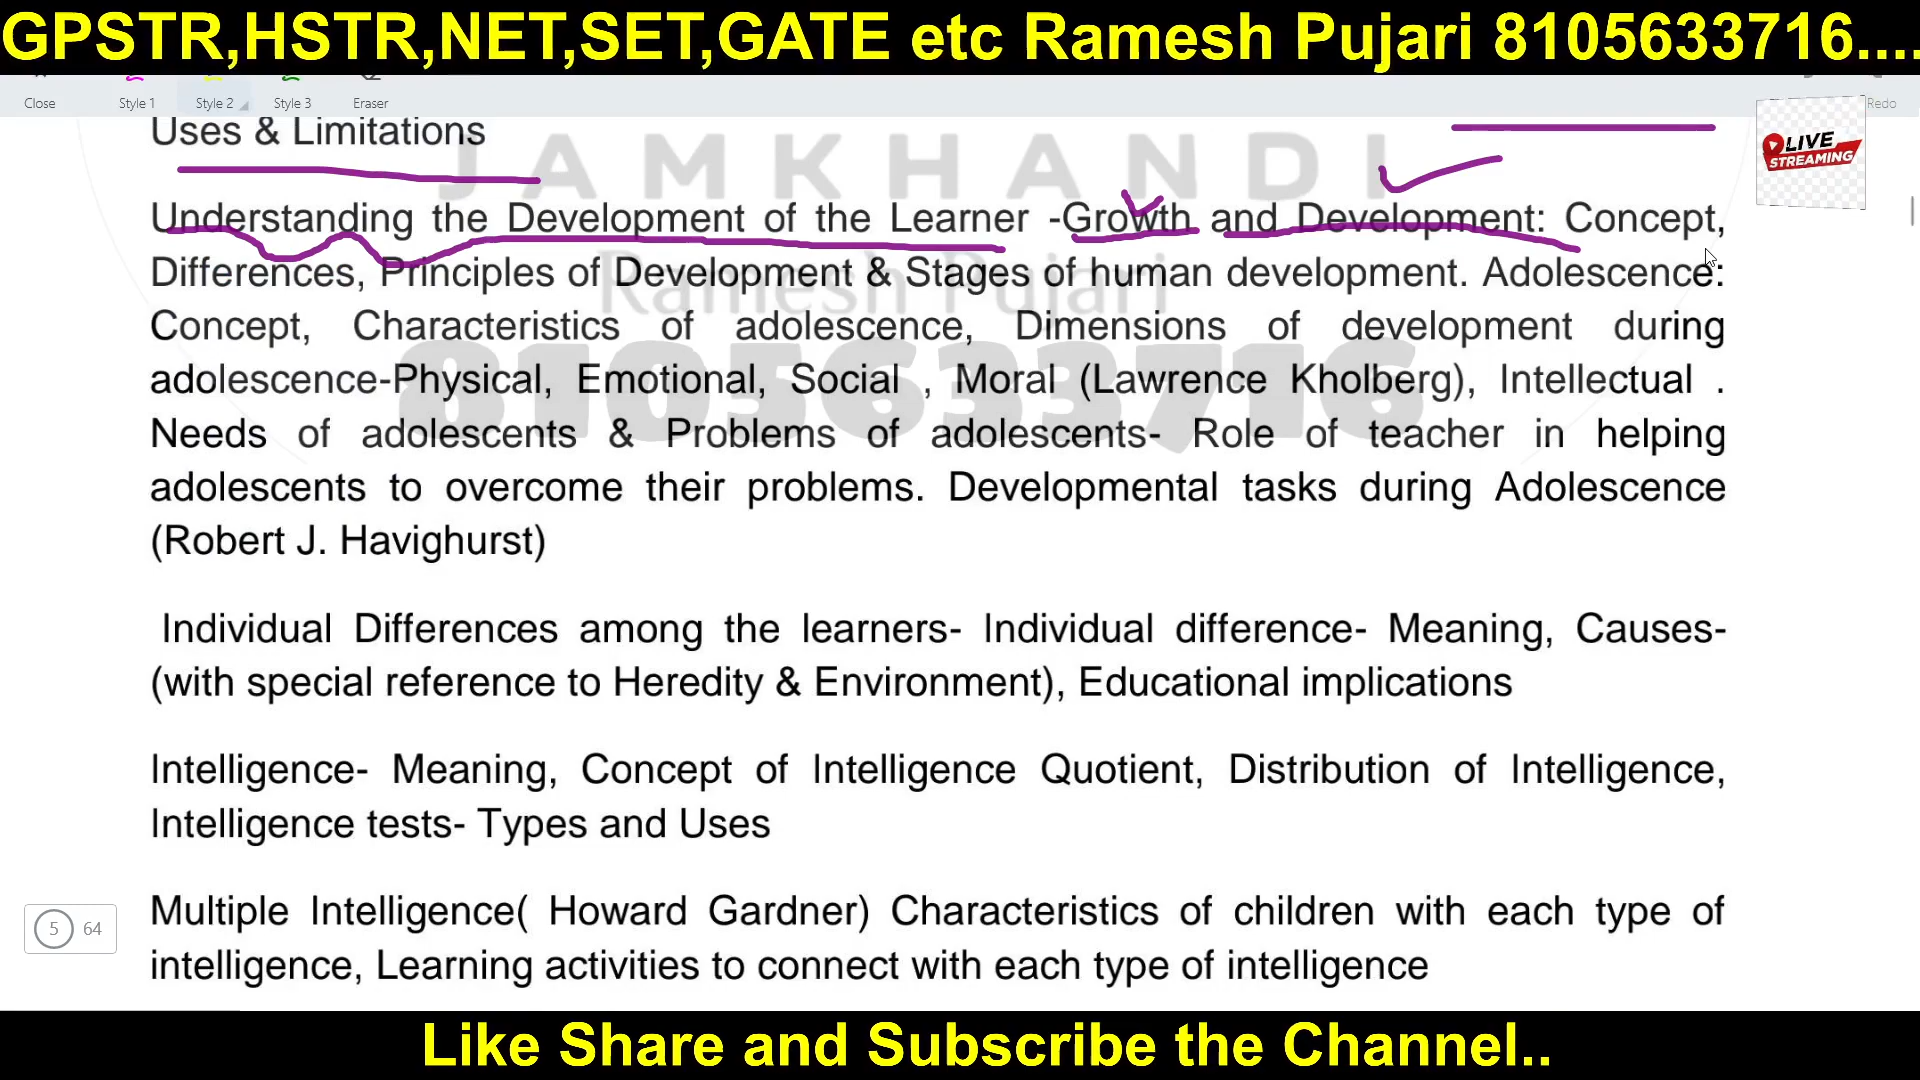 GPSTR,HSTR,NET,SET,GATE etc Ramesh Pujari 8105633716....
Close Style 1 Style 2 Style 3 Eraser Redo
LIVE
STREAMING
Uses & Limitations
JAMKHANDI
Understanding the Development of the Learner -Growth and Development: Concept,
Differences, Principles of Development & Stages of human development. Adolescence:
Ramesh Pujari
Concept, Characteristics of adolescence, Dimensions of development during
adolescence-Physical, Emotional, Social , Moral (Lawrence Kholberg), Intellectual .
8105633716
Needs of adolescents & Problems of adolescents- Role of teacher in helping
adolescents to overcome their problems. Developmental tasks during Adolescence
(Robert J. Havighurst)
Individual Differences among the learners- Individual difference- Meaning, Causes-
(with special reference to Heredity & Environment), Educational implications
Intelligence- Meaning, Concept of Intelligence Quotient, Distribution of Intelligence,
Intelligence tests- Types and Uses
Multiple Intelligence( Howard Gardner) Characteristics of children with each type of
intelligence, Learning activities to connect with each type of intelligence
5 64
Like Share and Subscribe the Channel..